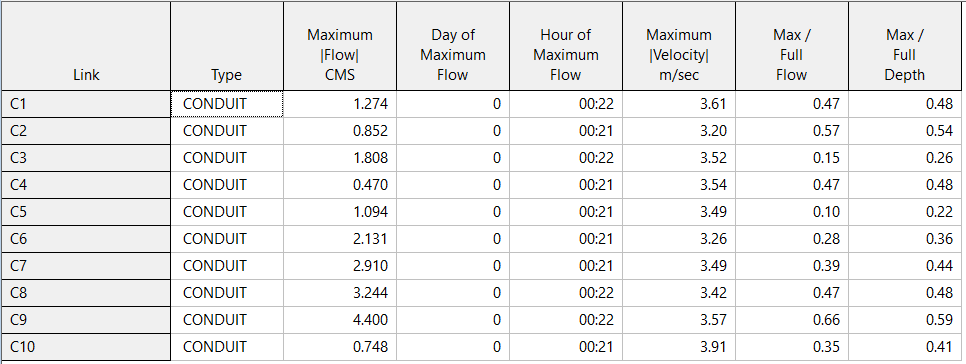 Link Type Maximum |Flow| CMS Day of Maximum Flow Hour of Maximum Flow Maximum |Velocity| m/sec Max / Full Flow Max / Full Depth
C1 CONDUIT 1.274 0 00:22 3.61 0.47 0.48
C2 CONDUIT 0.852 0 00:21 3.20 0.57 0.54
C3 CONDUIT 1.808 0 00:22 3.52 0.15 0.26
C4 CONDUIT 0.470 0 00:21 3.54 0.47 0.48
C5 CONDUIT 1.094 0 00:21 3.49 0.10 0.22
C6 CONDUIT 2.131 0 00:21 3.26 0.28 0.36
C7 CONDUIT 2.910 0 00:21 3.49 0.39 0.44
C8 CONDUIT 3.244 0 00:22 3.42 0.47 0.48
C9 CONDUIT 4.400 0 00:22 3.57 0.66 0.59
C10 CONDUIT 0.748 0 00:21 3.91 0.35 0.41